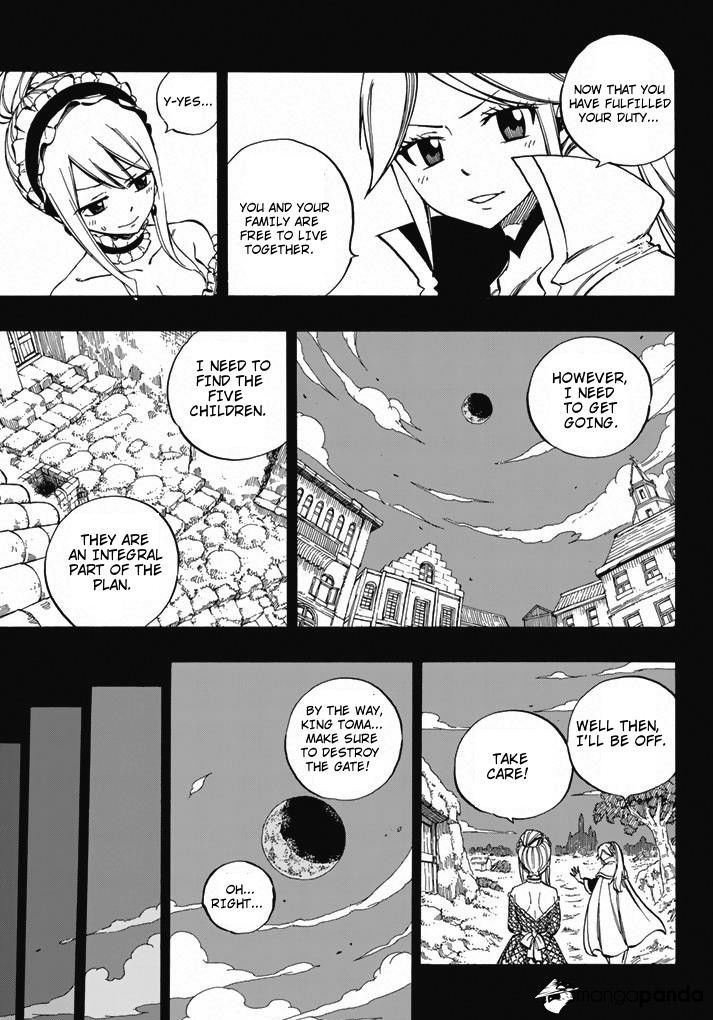 NOW THAT YOU
HAVE FULFILLED
YOUR DUTY...
YOU AND YOUR
FAMILY ARE
FREE TO LIVE
TOGETHER.
Y-YES...
HOWEVER,
I NEED
TO GET
GOING.
I NEED TO
FIND THE
FIVE
CHILDREN.
THEY ARE
AN INTEGRAL
PART OF THE
PLAN.
WELL THEN,
I'LL BE OFF.
TAKE
CARE!
BY THE WAY,
KING TOMA...
MAKE SURE
TO DESTROY
THE GATE!
OH...
RIGHT...
mangapanda